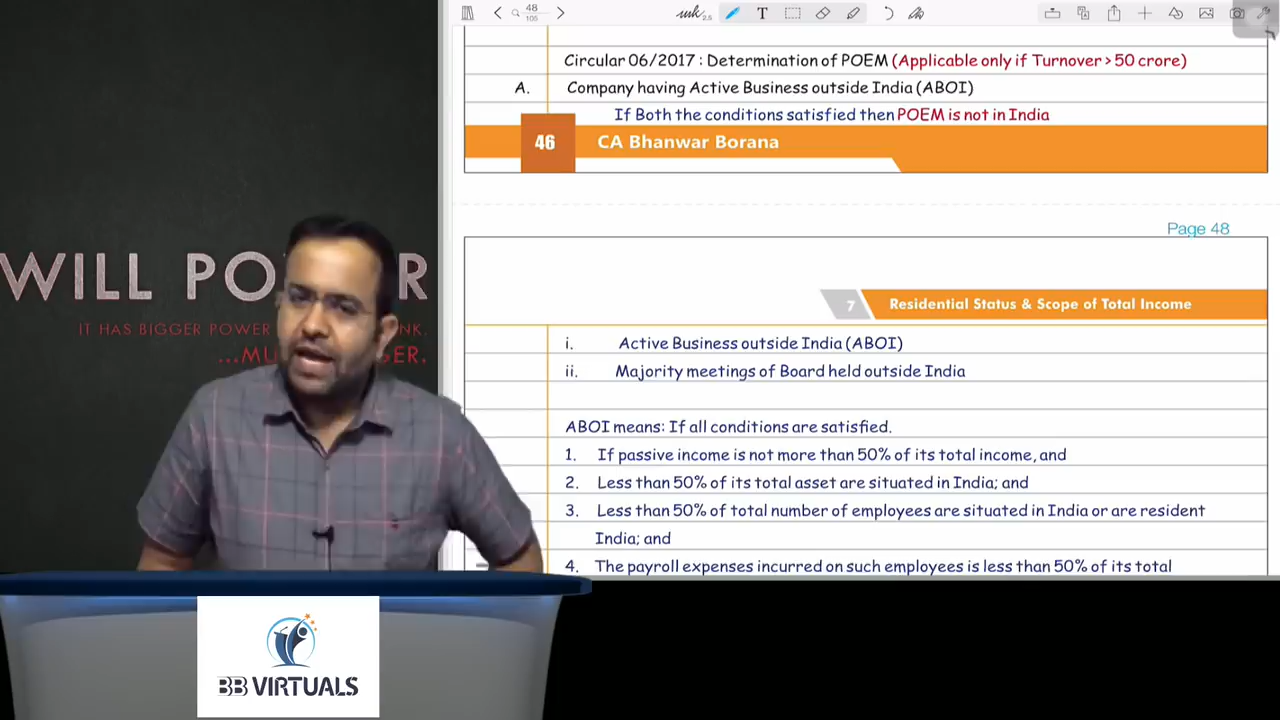 48
105
Circular 06/2017 : Determination of POEM (Applicable only if Turnover > 50 crore)
A. Company having Active Business outside India (ABOI)
If Both the conditions satisfied then POEM is not in India
46 CA Bhanwar Borana
Page 48
7 Residential Status & Scope of Total Income
i. Active Business outside India (ABOI)
ii. Majority meetings of Board held outside India
ABOI means: If all conditions are satisfied.
1. If passive income is not more than 50% of its total income, and
2. Less than 50% of its total asset are situated in India; and
3. Less than 50% of total number of employees are situated in India or are resident
India; and
4. The payroll expenses incurred on such employees is less than 50% of its total
WILL PO R
IT HAS BIGGER POWER NK.
...MU GER.
BB VIRTUALS